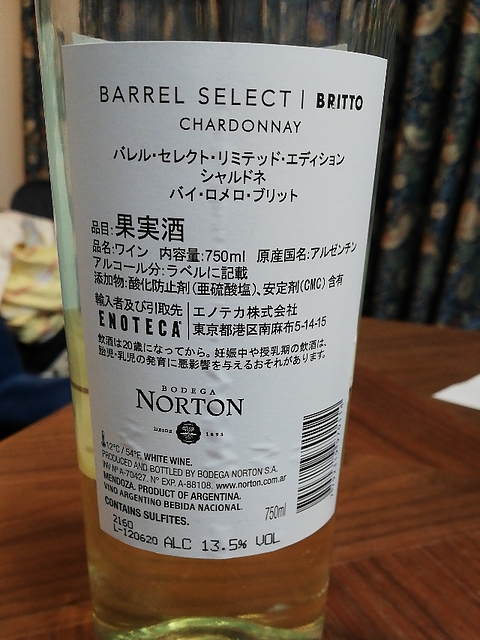 BARREL SELECT | BRITTO
CHARDONNAY
バレル・セレクト・リミテッド・エディション
シャルドネ
バイ・ロメロ・ブリット
品目:果実酒
品名:ワイン 内容量:750ml 原産国名:アルゼンチン
アルコール分:ラベルに記載
添加物:酸化防止剤(亜硫酸塩)、安定剤(CMC)含有
輸入者及び引取先 エノテカ株式会社
ENOTECA 東京都港区南麻布5-14-15
飲酒は20歳になってから。妊娠中や授乳期の飲酒は、
胎児・乳児の発育に悪影響を与えるおそれがあります。
BODEGA
NORTON
DESDE 1895
12°C / 54°F. WHITE WINE.
PRODUCED AND BOTTLED BY BODEGA NORTON S.A.
INV N° A-70427. N° EXP. A-88108. www.norton.com.ar
MENDOZA. PRODUCT OF ARGENTINA.
VINO ARGENTINO BEBIDA NACIONAL.
CONTAINS SULFITES.
750ml
2160
L-120620 ALC 13.5% VOL